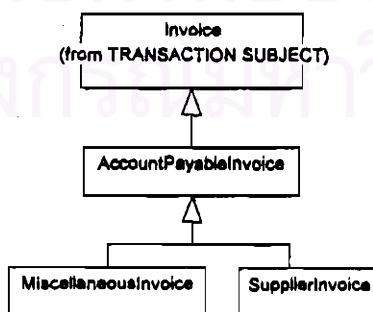 Invoice
(from TRANSACTION SUBJECT)
AccountPayableInvoice
MiscellaneousInvoice
SupplierInvoice